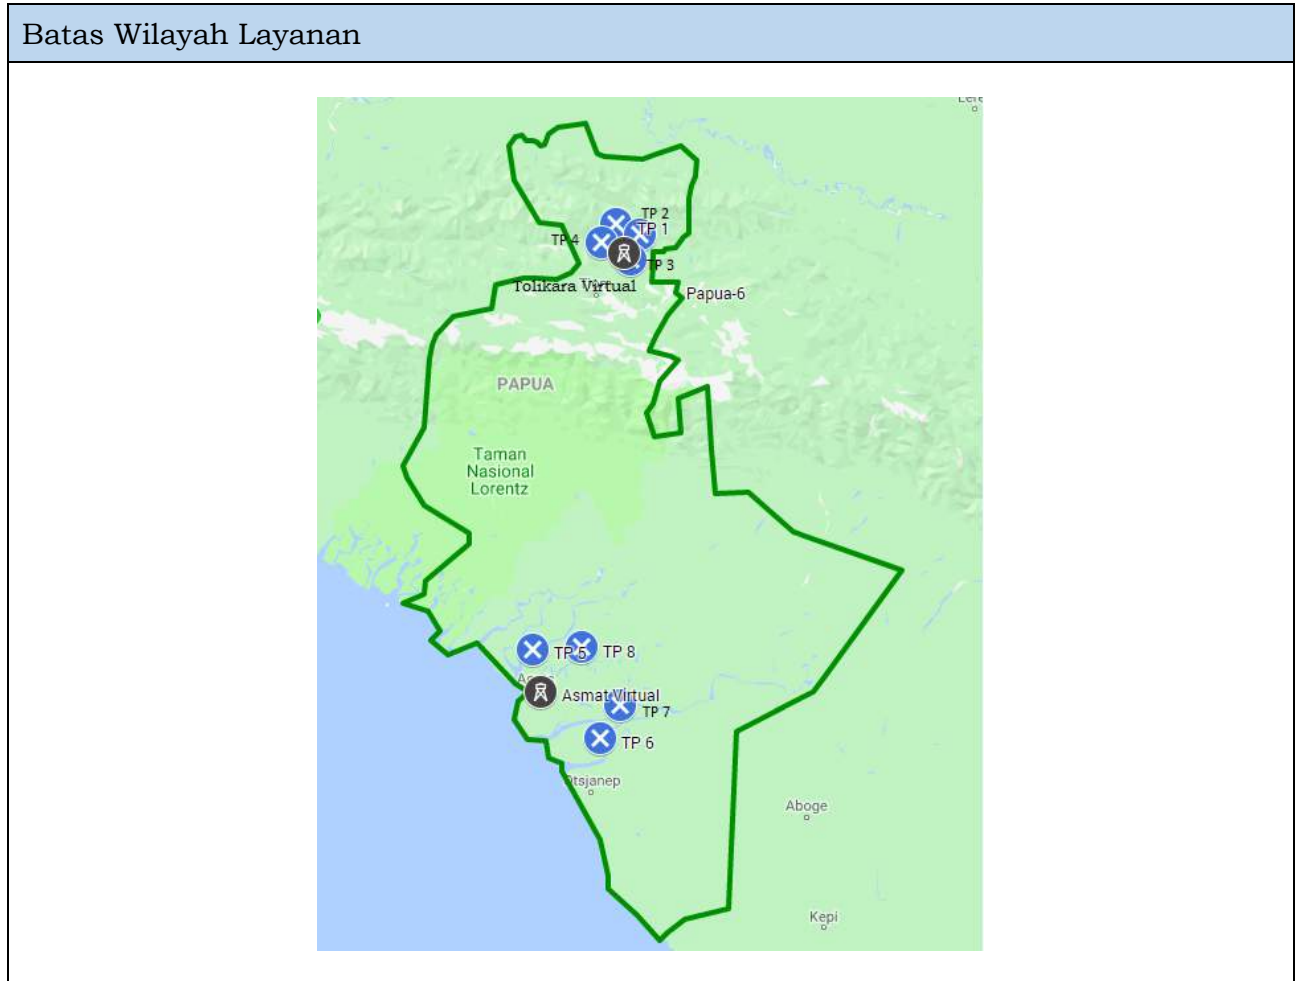 Batas Wilayah Layanan
TP 2
TP 1
TP 4
TP 3
Tolikara Virtual
Papua-6
PAPUA
Taman
Nasional
Lorentz
TP 5
TP 8
Asmat Virtual
TP 7
TP 6
Otsjanep
Aboge
Kepi